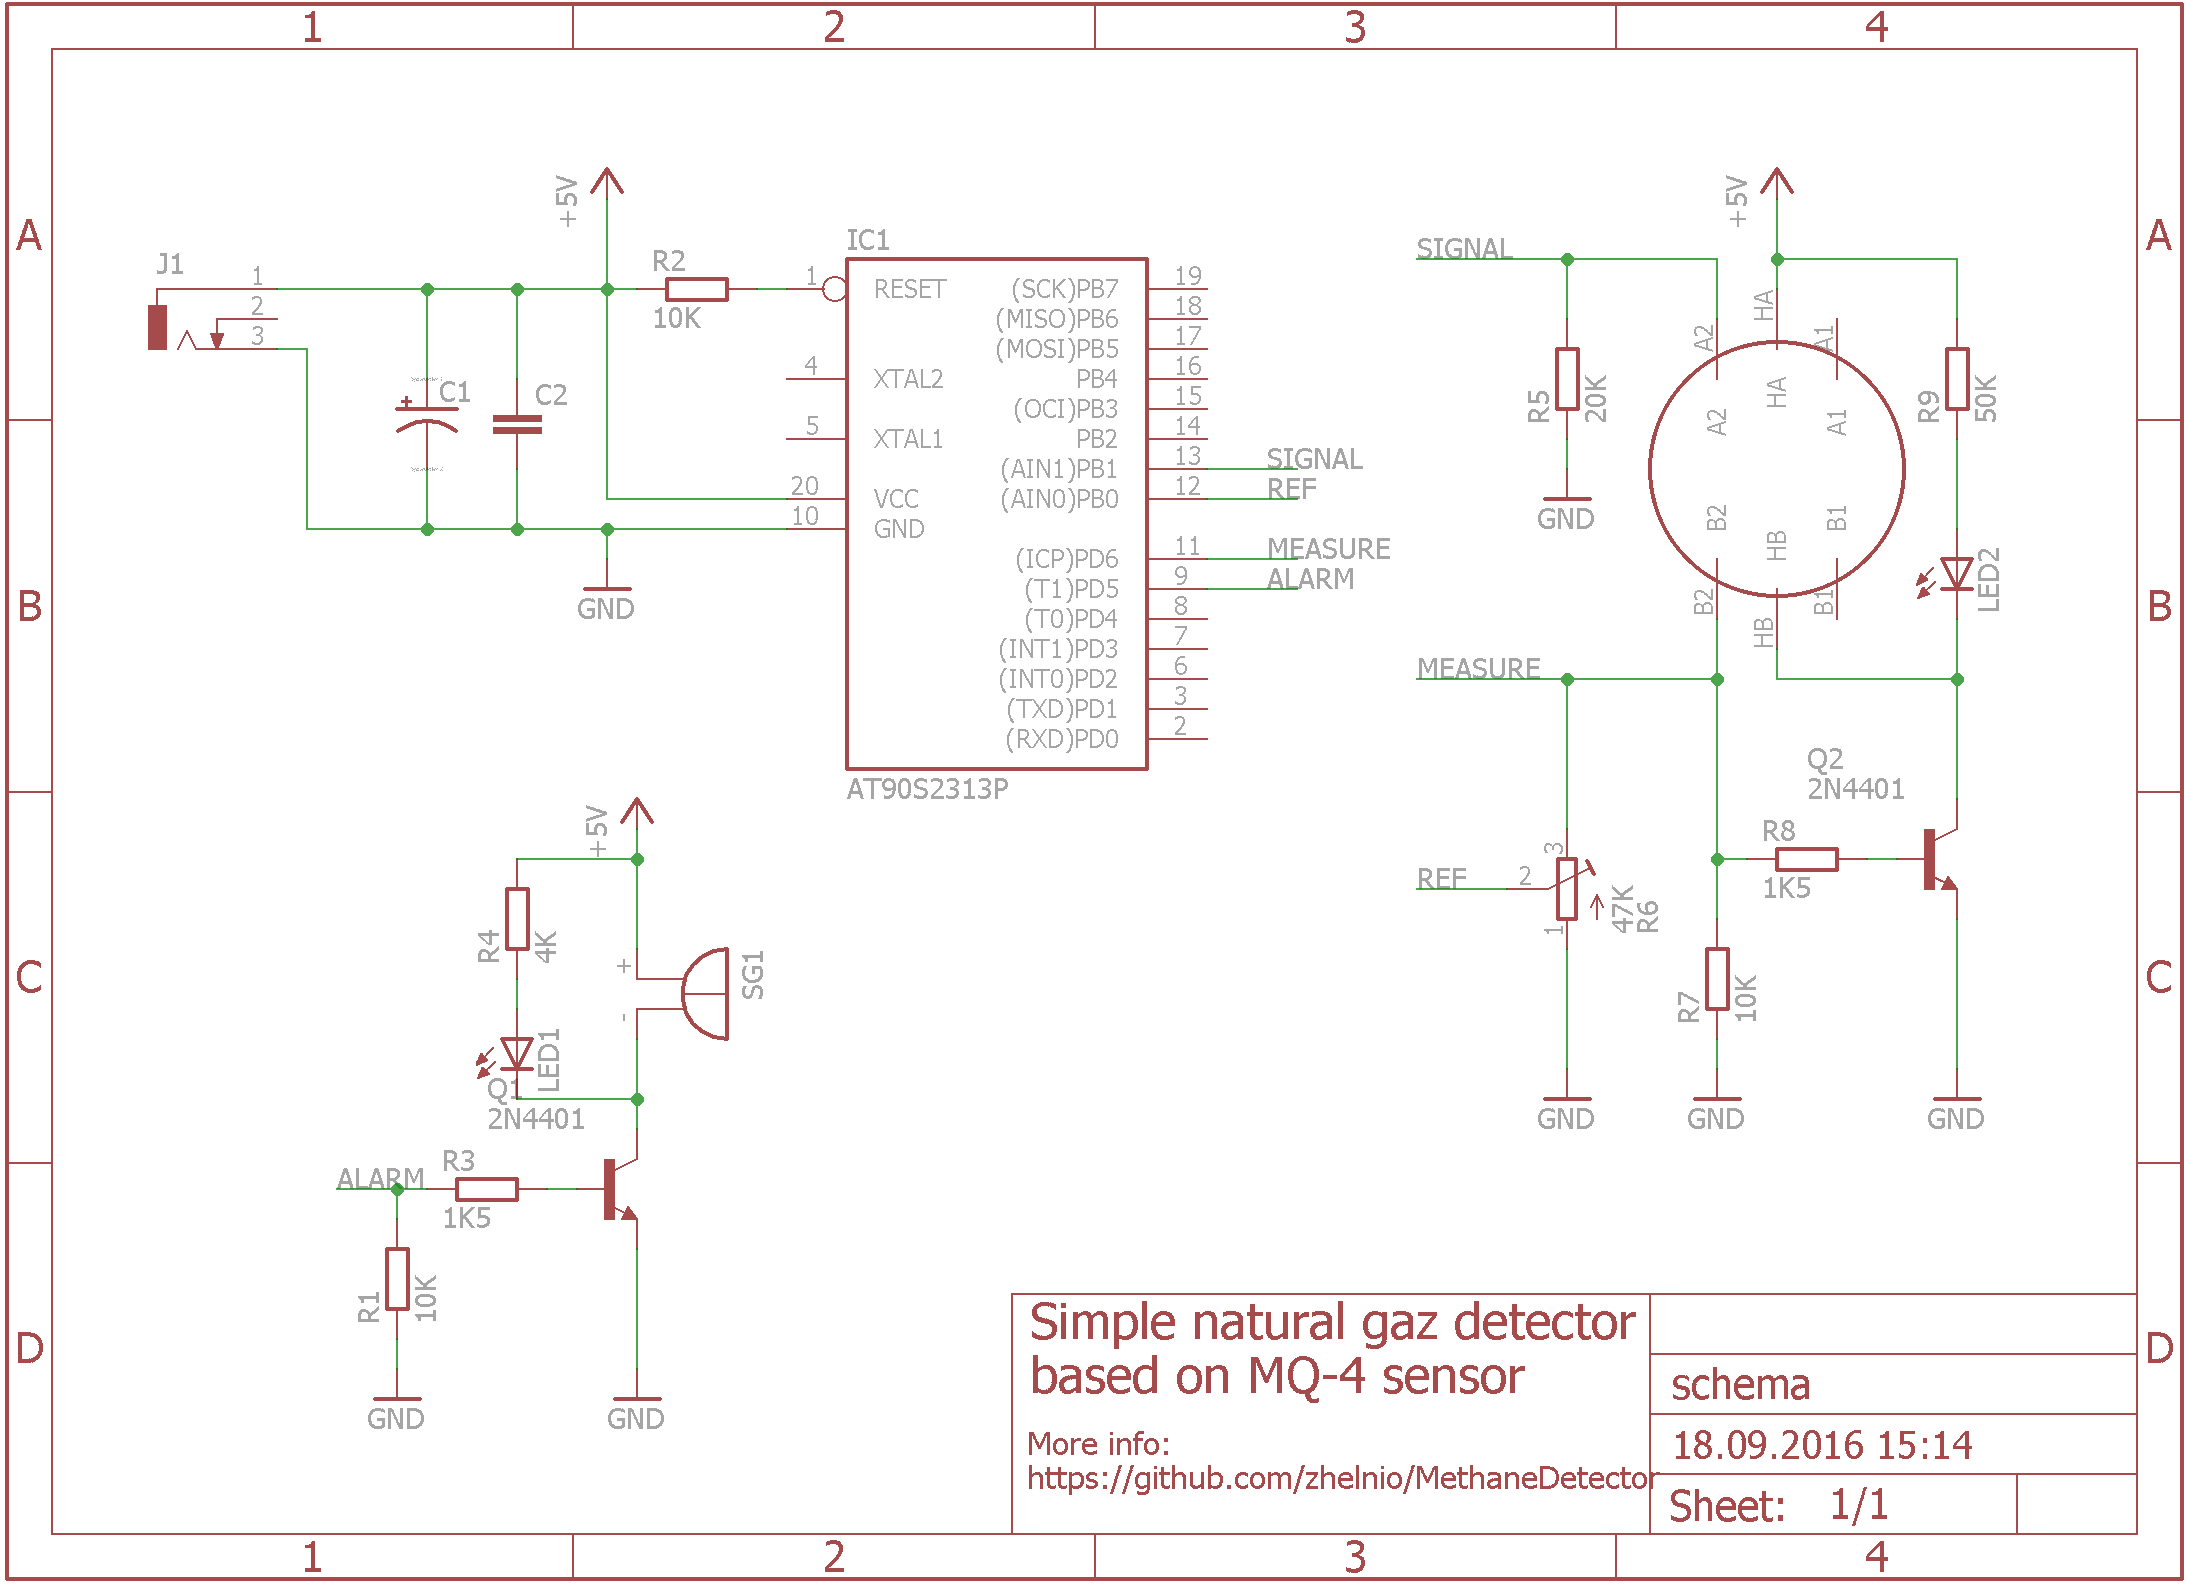 1 2 3 4
A A
B B
C C
D D
J1
1
2
3
+5V
R2
10K
C1
C2
GND
IC1
1
4
5
20
10
RESET
XTAL2
XTAL1
VCC
GND
(SCK)PB7 19
(MISO)PB6 18
(MOSI)PB5 17
PB4 16
(OCI)PB3 15
PB2 14
(AIN1)PB1 13 SIGNAL
(AIN0)PB0 12 REF
(ICP)PD6 11 MEASURE
(T1)PD5 9 ALARM
(T0)PD4 8
(INT1)PD3 7
(INT0)PD2 6
(TXD)PD1 3
(RXD)PD0 2
AT90S2313P
SIGNAL
R5
20K
GND
+5V
A2
HA
A1
A2
HA
A1
B2
HB
B1
B2
HB
B1
R9
50K
LED2
MEASURE
REF
3
2
1
47K
R6
GND
R7
10K
GND
R8
1K5
Q2
2N4401
GND
+5V
R4
4K
LED1
+
-
SG1
Q1
2N4401
ALARM
R3
1K5
R1
10K
GND
GND
Simple natural gaz detector
based on MQ-4 sensor
More info:
https://github.com/zhelnio/MethaneDetector
schema
18.09.2016 15:14
Sheet: 1/1
1 2 3 4